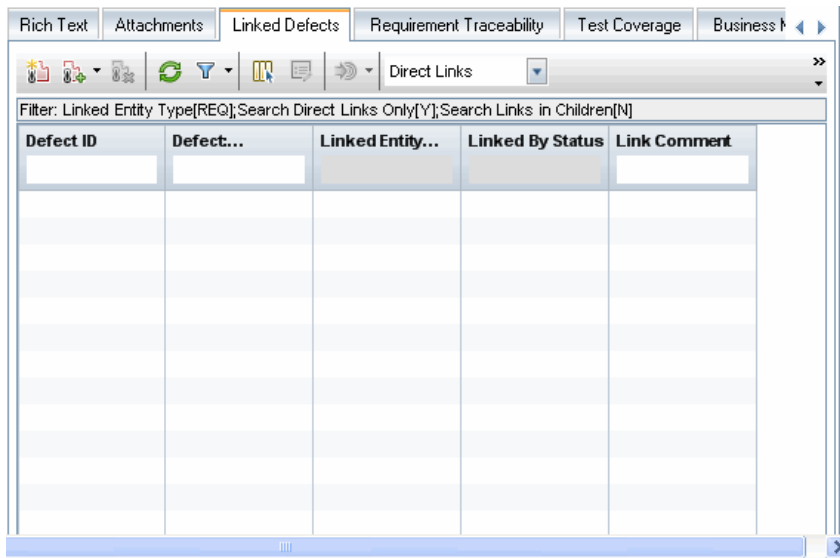 Rich Text Attachments Linked Defects Requirement Traceability Test Coverage Business M
Direct Links
Filter: Linked Entity Type[REQ];Search Direct Links Only[Y];Search Links in Children[N]
Defect ID Defect:... Linked Entity... Linked By Status Link Comment